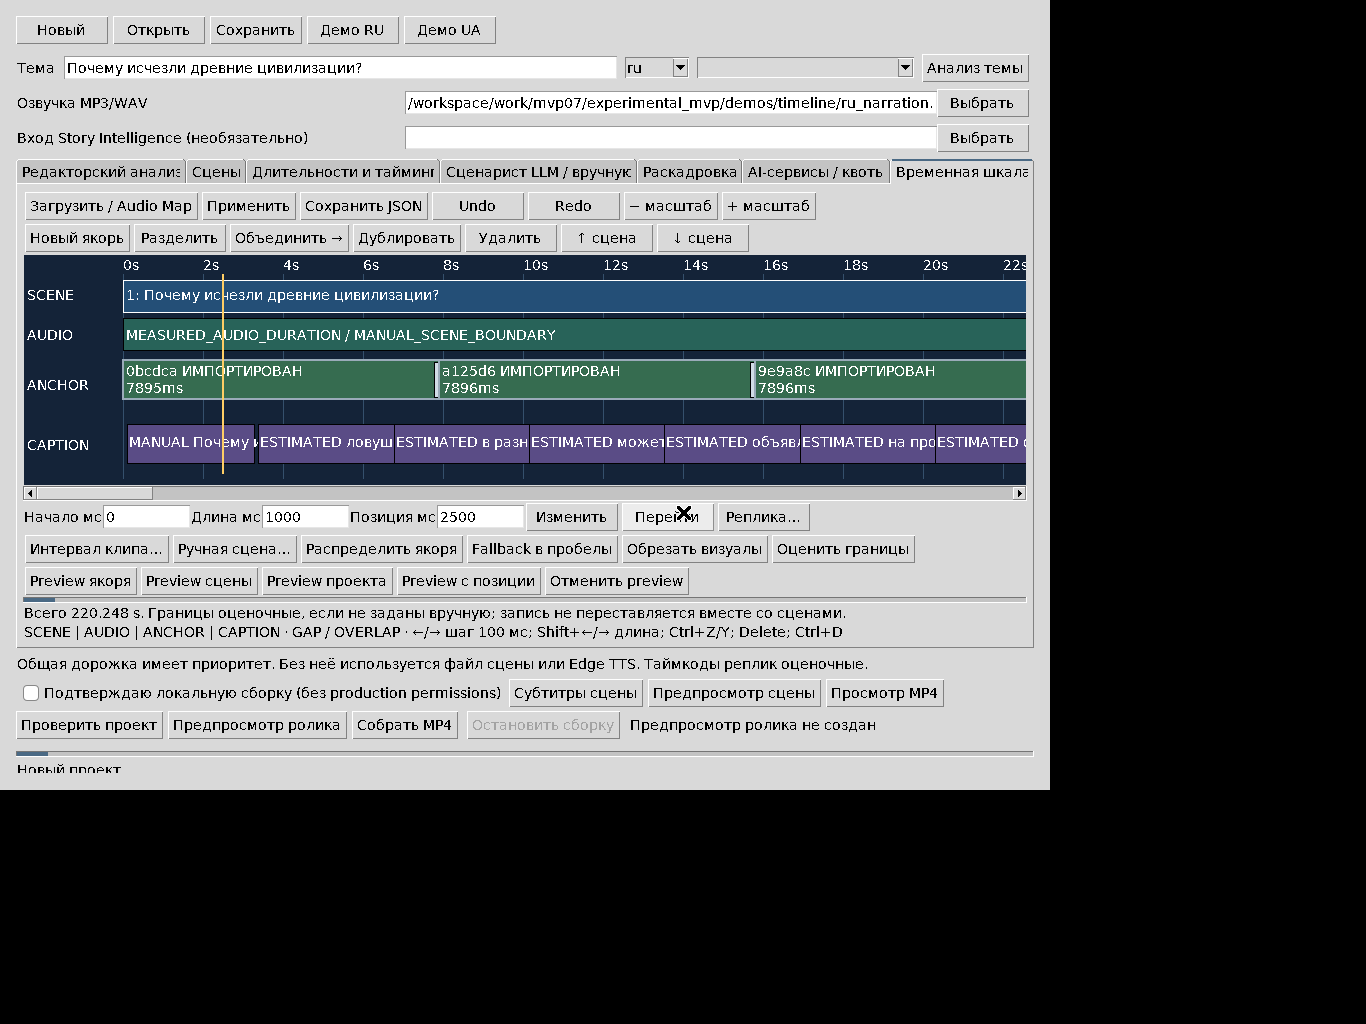 Новый Открыть Сохранить Демо RU Демо UA
Тема Почему исчезли древние цивилизации? ru Анализ темы
Озвучка MP3/WAV /workspace/work/mvp07/experimental_mvp/demos/timeline/ru_narration. Выбрать
Вход Story Intelligence (необязательно) Выбрать
Редакторский анализ Сцены Длительности и тайминг Сценарист LLM / вручную Раскадровка AI-сервисы / квоты Временная шкала
Загрузить / Audio Map Применить Сохранить JSON Undo Redo − масштаб + масштаб
Новый якорь Разделить Объединить → Дублировать Удалить ↑ сцена ↓ сцена
0s 2s 4s 6s 8s 10s 12s 14s 16s 18s 20s 22s
SCENE 1: Почему исчезли древние цивилизации?
AUDIO MEASURED_AUDIO_DURATION / MANUAL_SCENE_BOUNDARY
ANCHOR 0bcdca ИМПОРТИРОВАН a125d6 ИМПОРТИРОВАН 9e9a8c ИМПОРТИРОВАН
7895ms 7896ms 7896ms
CAPTION MANUAL Почему и ESTIMATED ловуш ESTIMATED в разн ESTIMATED может ESTIMATED объявл ESTIMATED на про ESTIMATED
Начало мс 0 Длина мс 1000 Позиция мс 2500 Изменить Перейти Реплика...
Интервал клипа... Ручная сцена... Распределить якоря Fallback в пробелы Обрезать визуалы Оценить границы
Preview якоря Preview сцены Preview проекта Preview с позиции Отменить preview
Всего 220.248 s. Границы оценочные, если не заданы вручную; запись не переставляется вместе со сценами.
SCENE | AUDIO | ANCHOR | CAPTION · GAP / OVERLAP · ←/→ шаг 100 мс; Shift+←/→ длина; Ctrl+Z/Y; Delete; Ctrl+D
Общая дорожка имеет приоритет. Без неё используется файл сцены или Edge TTS. Таймкоды реплик оценочные.
Подтверждаю локальную сборку (без production permissions) Субтитры сцены Предпросмотр сцены Просмотр MP4
Проверить проект Предпросмотр ролика Собрать MP4 Остановить сборку Предпросмотр ролика не создан
Новый проект